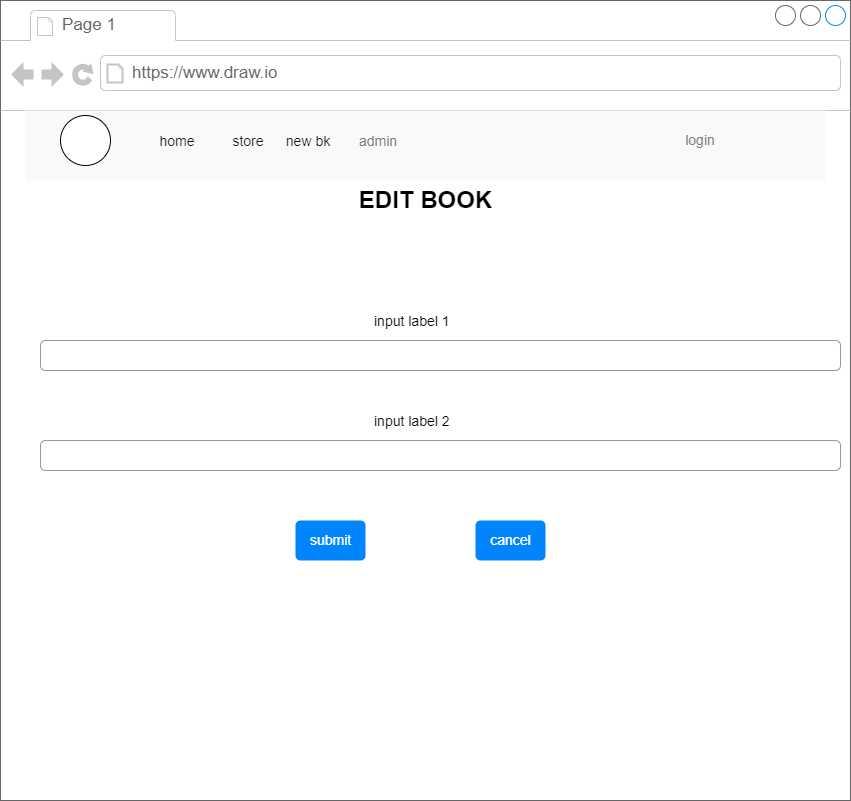 Page 1
https://www.draw.io
home store new bk admin login
EDIT BOOK
input label 1
input label 2
submit cancel